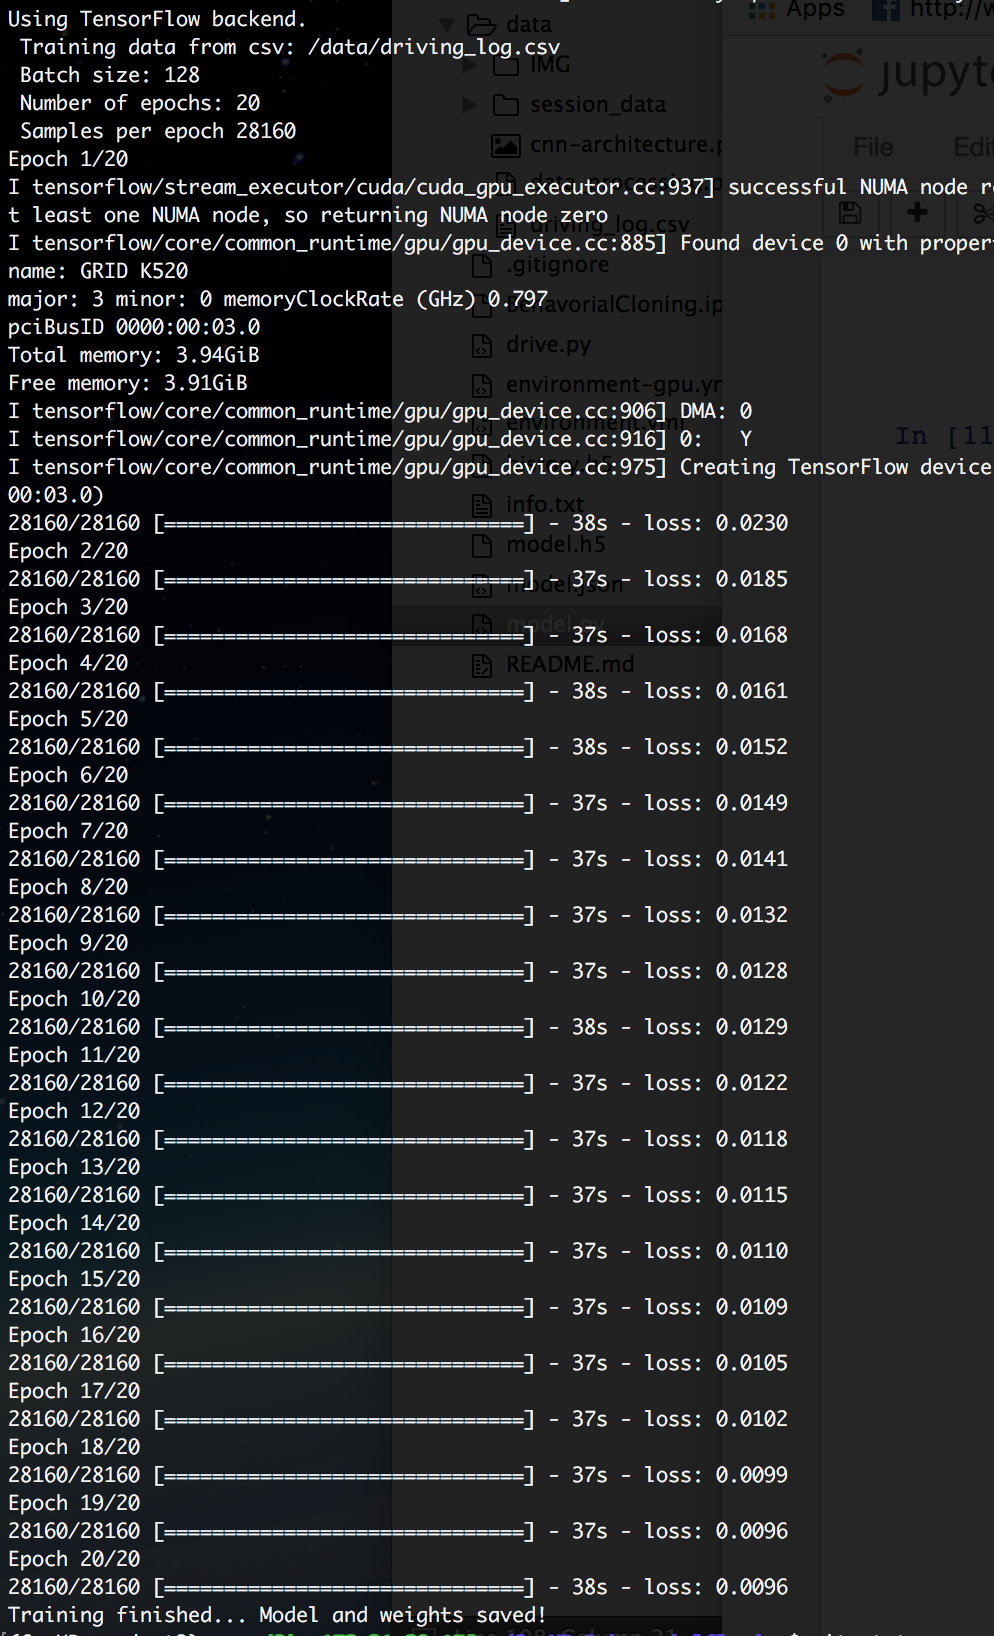 Using TensorFlow backend.
Training data from csv: /data/driving_log.csv
Batch size: 128
Number of epochs: 20
Samples per epoch 28160
Epoch 1/20
I tensorflow/stream_executor/cuda/cuda_gpu_executor.cc:937] successful NUMA node r
t least one NUMA node, so returning NUMA node zero
I tensorflow/core/common_runtime/gpu/gpu_device.cc:885] Found device 0 with propert
name: GRID K520
major: 3 minor: 0 memoryClockRate (GHz) 0.797
pciBusID 0000:00:03.0
Total memory: 3.94GiB
Free memory: 3.91GiB
I tensorflow/core/common_runtime/gpu/gpu_device.cc:906] DMA: 0
I tensorflow/core/common_runtime/gpu/gpu_device.cc:916] 0:   Y
I tensorflow/core/common_runtime/gpu/gpu_device.cc:975] Creating TensorFlow device
00:03.0)
28160/28160 [==============================] - 38s - loss: 0.0230
Epoch 2/20
28160/28160 [==============================] - 37s - loss: 0.0185
Epoch 3/20
28160/28160 [==============================] - 37s - loss: 0.0168
Epoch 4/20
28160/28160 [==============================] - 38s - loss: 0.0161
Epoch 5/20
28160/28160 [==============================] - 38s - loss: 0.0152
Epoch 6/20
28160/28160 [==============================] - 37s - loss: 0.0149
Epoch 7/20
28160/28160 [==============================] - 37s - loss: 0.0141
Epoch 8/20
28160/28160 [==============================] - 37s - loss: 0.0132
Epoch 9/20
28160/28160 [==============================] - 37s - loss: 0.0128
Epoch 10/20
28160/28160 [==============================] - 38s - loss: 0.0129
Epoch 11/20
28160/28160 [==============================] - 37s - loss: 0.0122
Epoch 12/20
28160/28160 [==============================] - 37s - loss: 0.0118
Epoch 13/20
28160/28160 [==============================] - 37s - loss: 0.0115
Epoch 14/20
28160/28160 [==============================] - 37s - loss: 0.0110
Epoch 15/20
28160/28160 [==============================] - 37s - loss: 0.0109
Epoch 16/20
28160/28160 [==============================] - 37s - loss: 0.0105
Epoch 17/20
28160/28160 [==============================] - 37s - loss: 0.0102
Epoch 18/20
28160/28160 [==============================] - 37s - loss: 0.0099
Epoch 19/20
28160/28160 [==============================] - 37s - loss: 0.0096
Epoch 20/20
28160/28160 [==============================] - 38s - loss: 0.0096
Training finished... Model and weights saved!
data
IMG
session_data
cnn-architecture.p
data_processing.p
driving_log.csv
.gitignore
BehavorialCloning.ip
drive.py
environment-gpu.ym
environment.yml
history.h5
info.txt
model.h5
model.json
model.py
README.md
Apps
http://w
jupyte
File
Edi
In [11